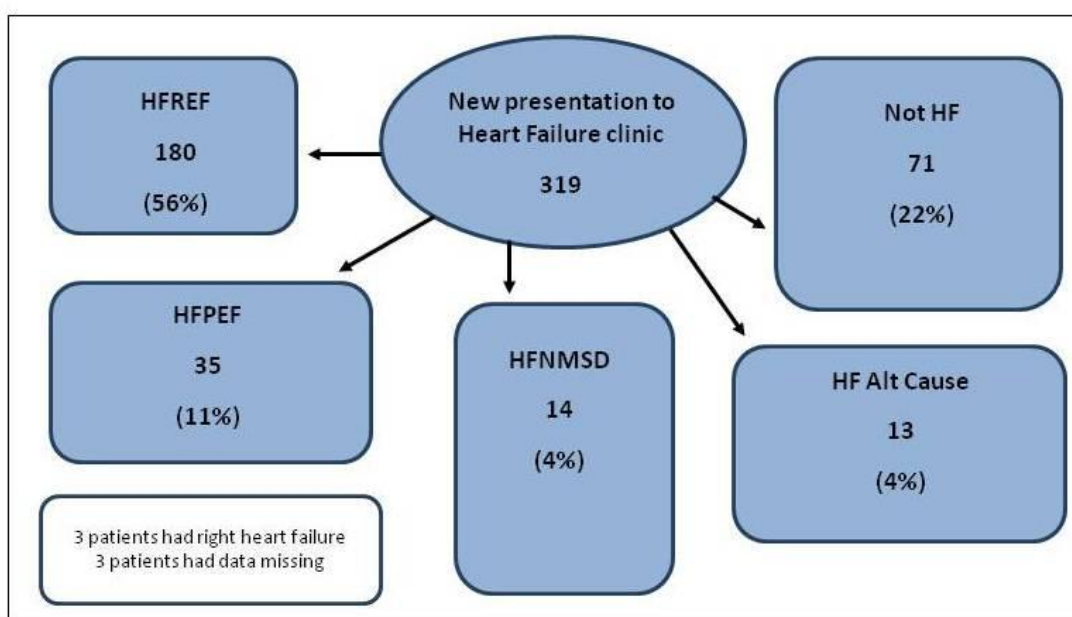 New presentation to
Heart Failure clinic
319
HFREF
180
(56%)
Not HF
71
(22%)
HFPEF
35
(11%)
HFNMSD
14
(4%)
HF Alt Cause
13
(4%)
3 patients had right heart failure
3 patients had data missing